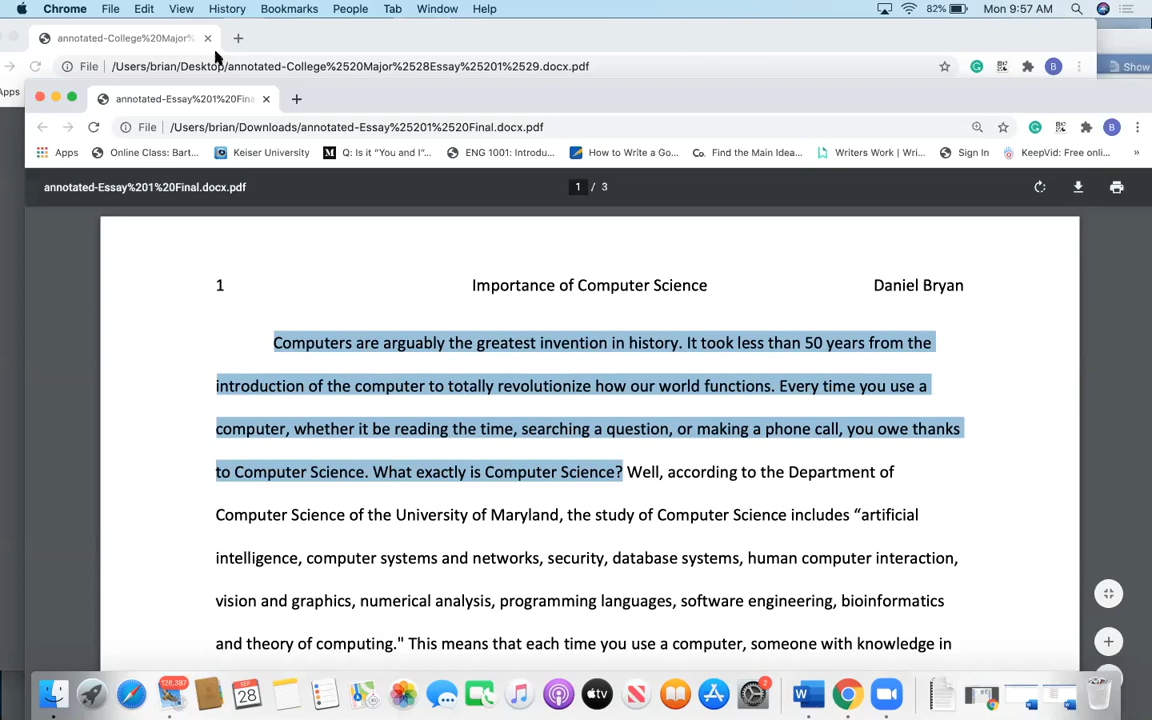 Chrome File Edit View History Bookmarks People Tab Window Help 82% Mon 9:57 AM
annotated-College%20Major%
File /Users/brian/Desktop/annotated-College%2520Major%2528Essay%25201%2529.docx.pdf B Show
Apps
annotated-Essay%201%20Fina
File /Users/brian/Downloads/annotated-Essay%25201%2520Final.docx.pdf B
Apps Online Class: Bart... Keiser University Q: Is it “You and I”... ENG 1001: Introdu... How to Write a Go... Co. Find the Main Idea... Writers Work | Wri... Sign In KeepVid: Free onli... »
annotated-Essay%201%20Final.docx.pdf 1 / 3
1 Importance of Computer Science Daniel Bryan
Computers are arguably the greatest invention in history. It took less than 50 years from the
introduction of the computer to totally revolutionize how our world functions. Every time you use a
computer, whether it be reading the time, searching a question, or making a phone call, you owe thanks
to Computer Science. What exactly is Computer Science? Well, according to the Department of
Computer Science of the University of Maryland, the study of Computer Science includes “artificial
intelligence, computer systems and networks, security, database systems, human computer interaction,
vision and graphics, numerical analysis, programming languages, software engineering, bioinformatics
and theory of computing." This means that each time you use a computer, someone with knowledge in
128,387 SEP 28 tv 2